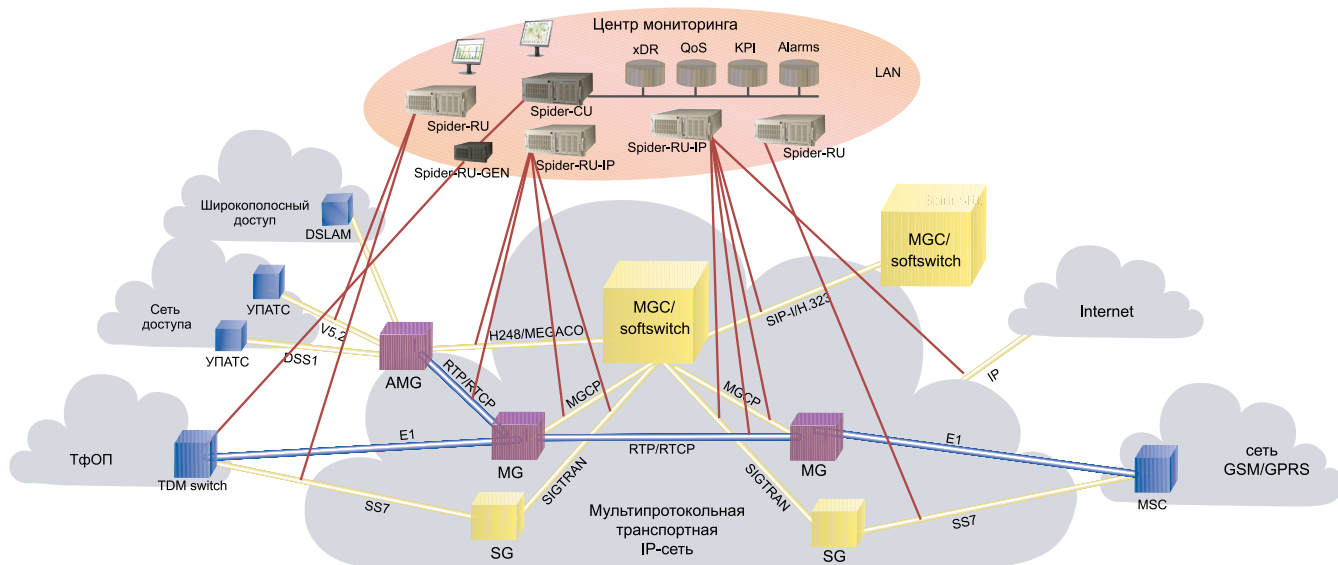 Центр мониторинга
xDR
QoS
KPI
Alarms
LAN
Spider-RU
Spider-CU
Spider-RU-GEN
Spider-RU-IP
Spider-RU-IP
Spider-RU
Широкополосный
доступ
DSLAM
MGC/
softswitch
Сеть
доступа
УПАТС
УПАТС
V5.2
DSS1
AMG
H248/MEGACO
MGC/
softswitch
SIP-I/H.323
Internet
IP
RTP/RTCP
MGCP
MGCP
ТфОП
TDM switch
E1
MG
RTP/RTCP
MG
E1
сеть
GSM/GPRS
MSC
SS7
SIGTRAN
SIGTRAN
SS7
SG
SG
Мультипротокольная
транспортная
IP-сеть